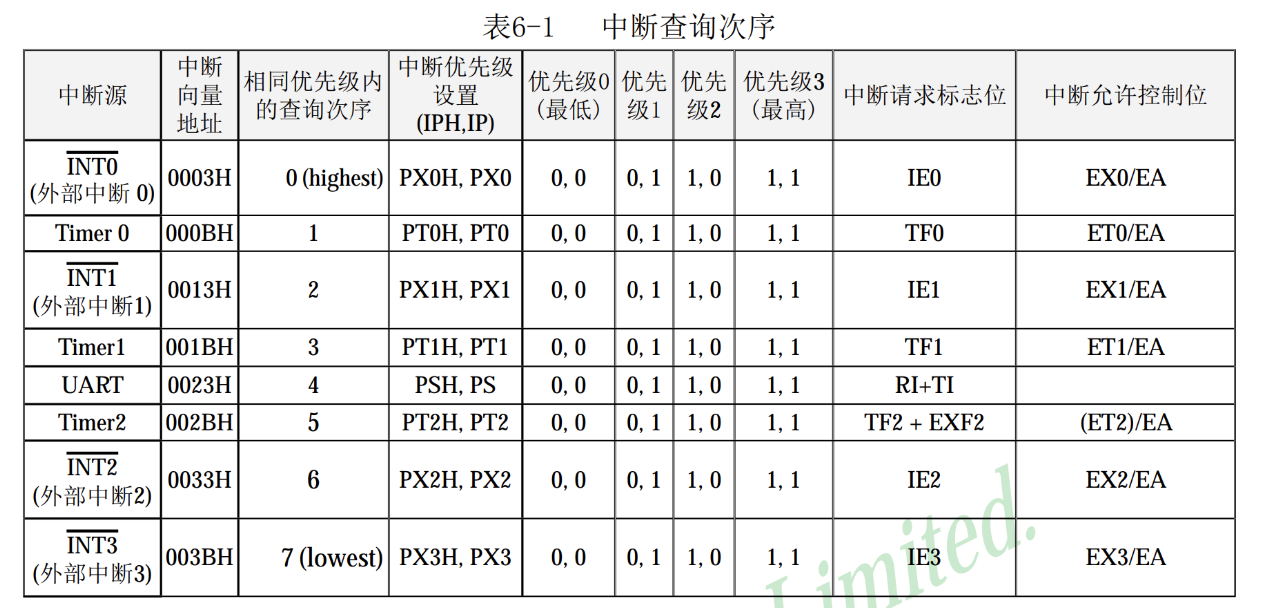 表6-1 中断查询次序
中断源 中断向量地址 相同优先级内的查询次序 中断优先级设置(IPH,IP) 优先级0(最低) 优先级1 优先级2 优先级3(最高) 中断请求标志位 中断允许控制位
INT0(外部中断 0) 0003H 0 (highest) PX0H, PX0 0, 0 0, 1 1, 0 1, 1 IE0 EX0/EA
Timer 0 000BH 1 PT0H, PT0 0, 0 0, 1 1, 0 1, 1 TF0 ET0/EA
INT1(外部中断1) 0013H 2 PX1H, PX1 0, 0 0, 1 1, 0 1, 1 IE1 EX1/EA
Timer1 001BH 3 PT1H, PT1 0, 0 0, 1 1, 0 1, 1 TF1 ET1/EA
UART 0023H 4 PSH, PS 0, 0 0, 1 1, 0 1, 1 RI+TI
Timer2 002BH 5 PT2H, PT2 0, 0 0, 1 1, 0 1, 1 TF2 + EXF2 (ET2)/EA
INT2(外部中断2) 0033H 6 PX2H, PX2 0, 0 0, 1 1, 0 1, 1 IE2 EX2/EA
INT3(外部中断3) 003BH 7 (lowest) PX3H, PX3 0, 0 0, 1 1, 0 1, 1 IE3 EX3/EA
Limited.